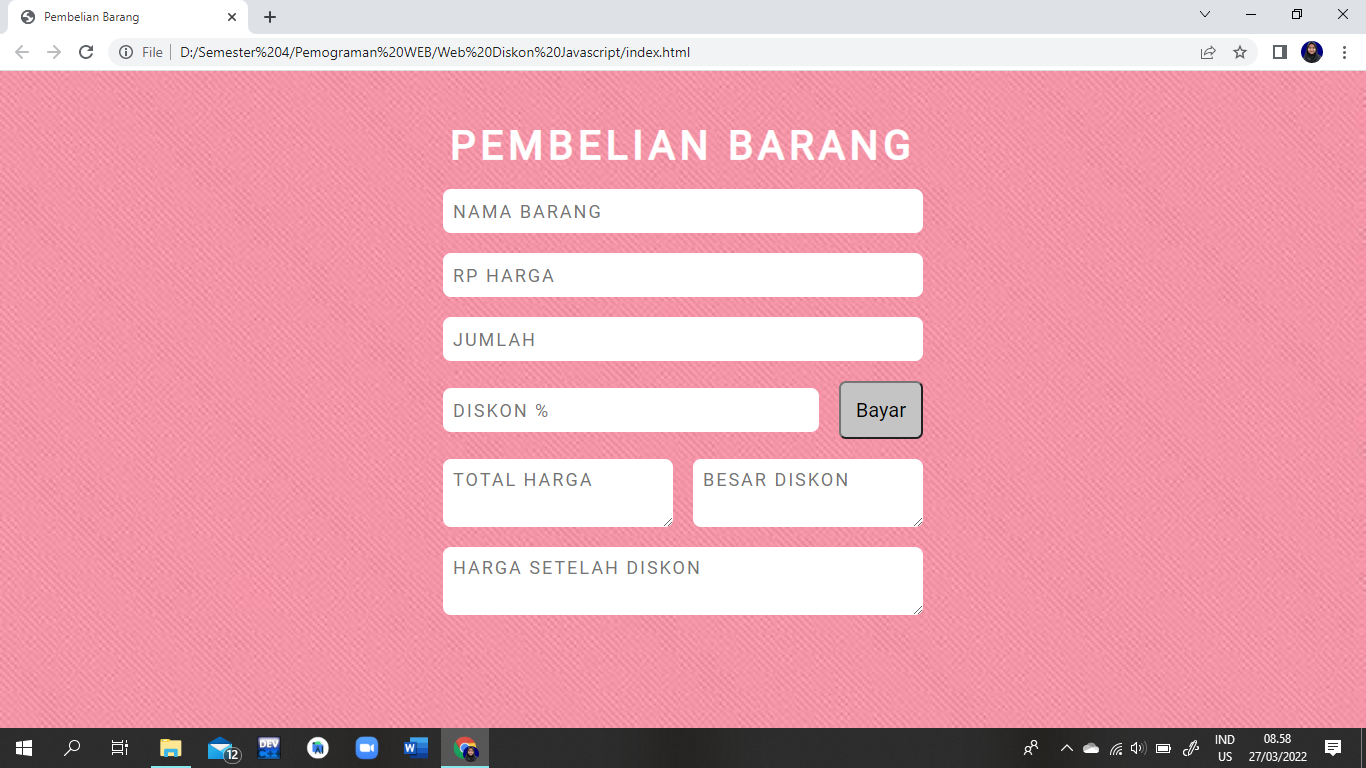 Pembelian Barang
File D:/Semester%204/Pemograman%20WEB/Web%20Diskon%20Javascript/index.html
PEMBELIAN BARANG
NAMA BARANG
RP HARGA
JUMLAH
DISKON % Bayar
TOTAL HARGA BESAR DISKON
HARGA SETELAH DISKON
12
DEV
C++
W
IND
US
08.58
27/03/2022